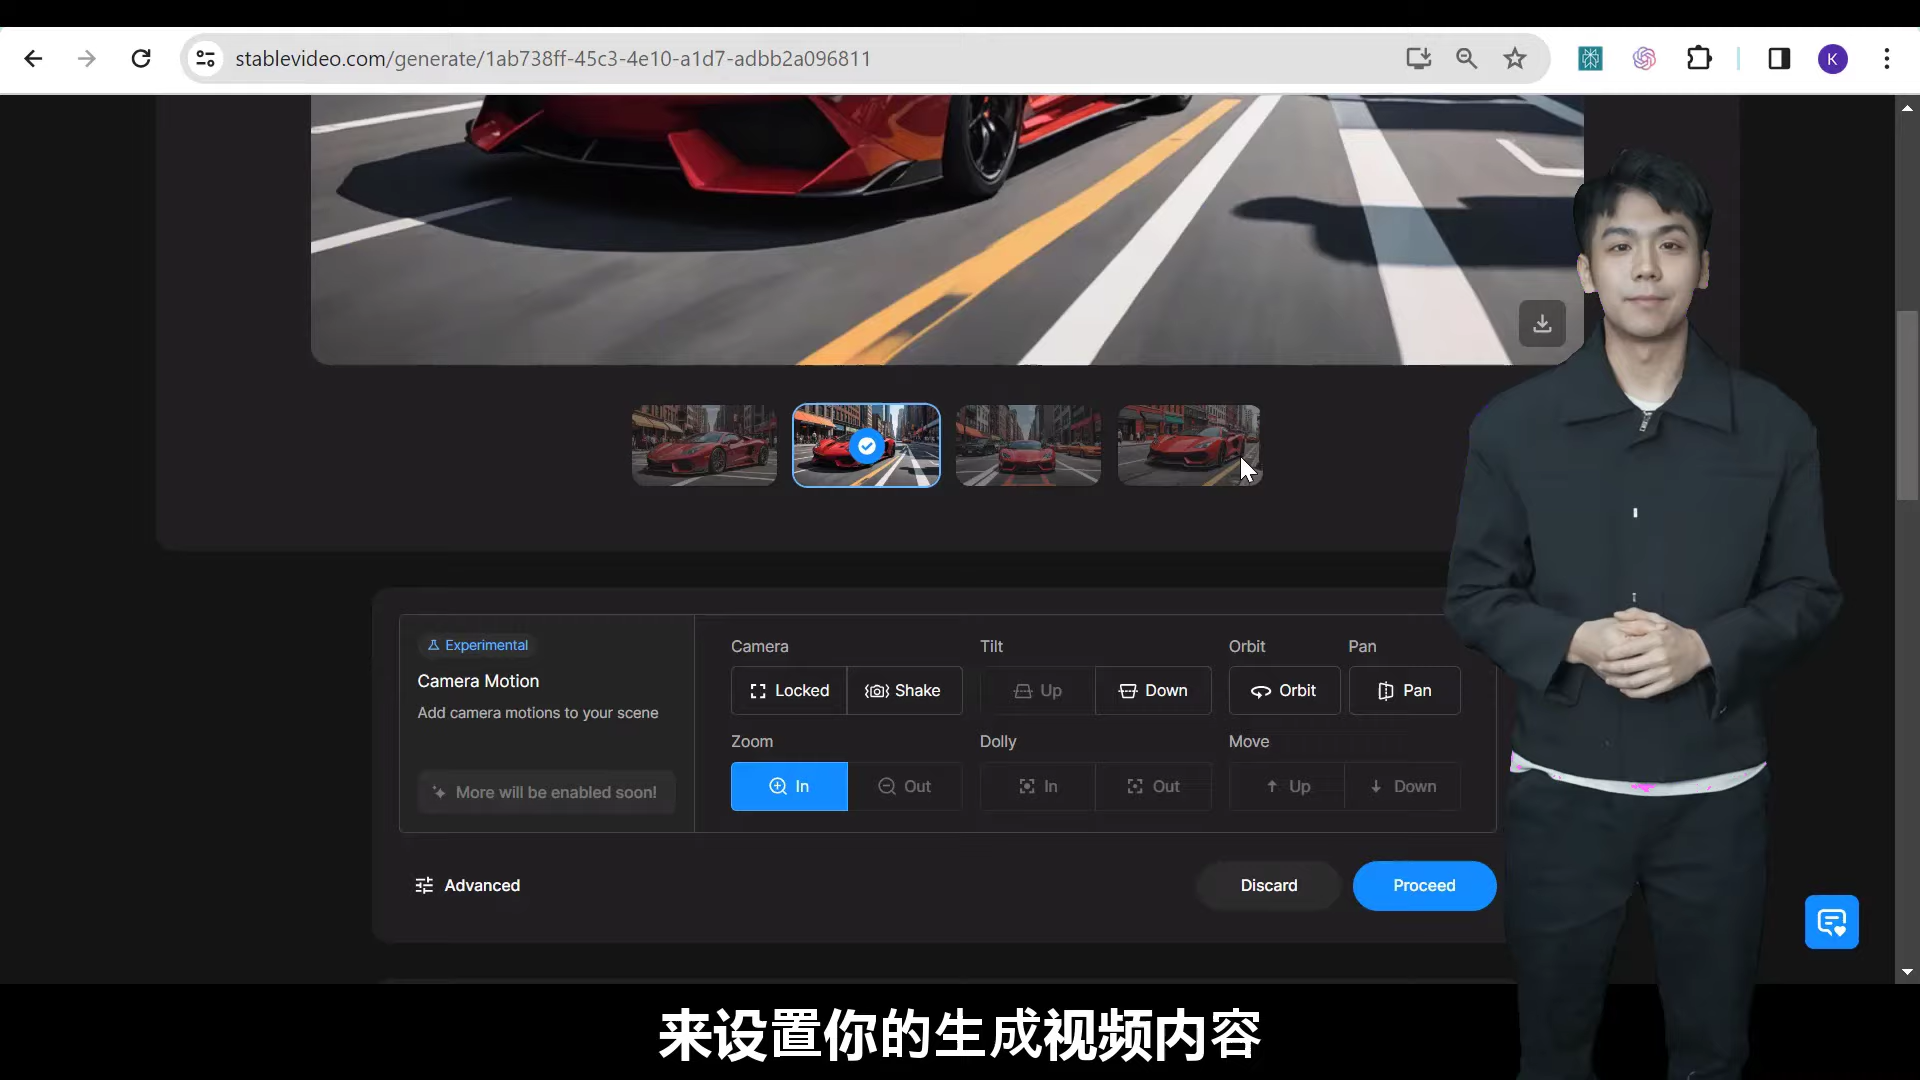 stablevideo.com/generate/1ab738ff-45c3-4e10-a1d7-adbb2a096811
K
Experimental
Camera Motion
Add camera motions to your scene
More will be enabled soon!
Camera
Locked
Shake
Tilt
Up
Down
Orbit
Orbit
Pan
Pan
Zoom
In
Out
Dolly
In
Out
Move
Up
Down
Advanced
Discard
Proceed
来设置你的生成视频内容